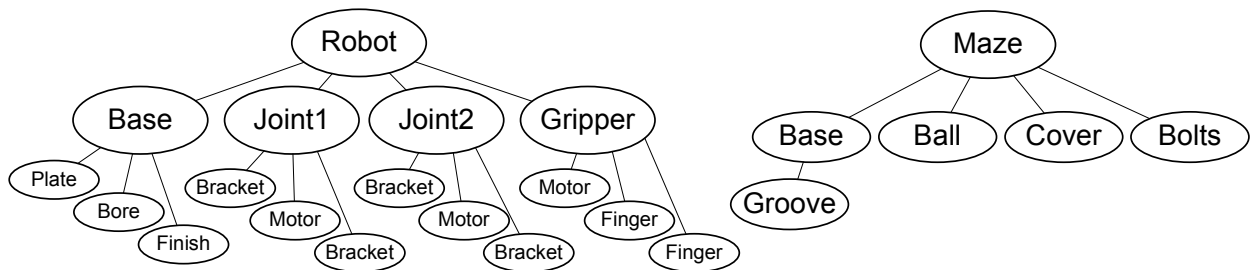 Robot
Maze
Base Joint1 Joint2 Gripper
Base Ball Cover Bolts
Plate Bracket Bracket Motor
Bore Motor Motor Finger
Groove
Finish Bracket Bracket Finger